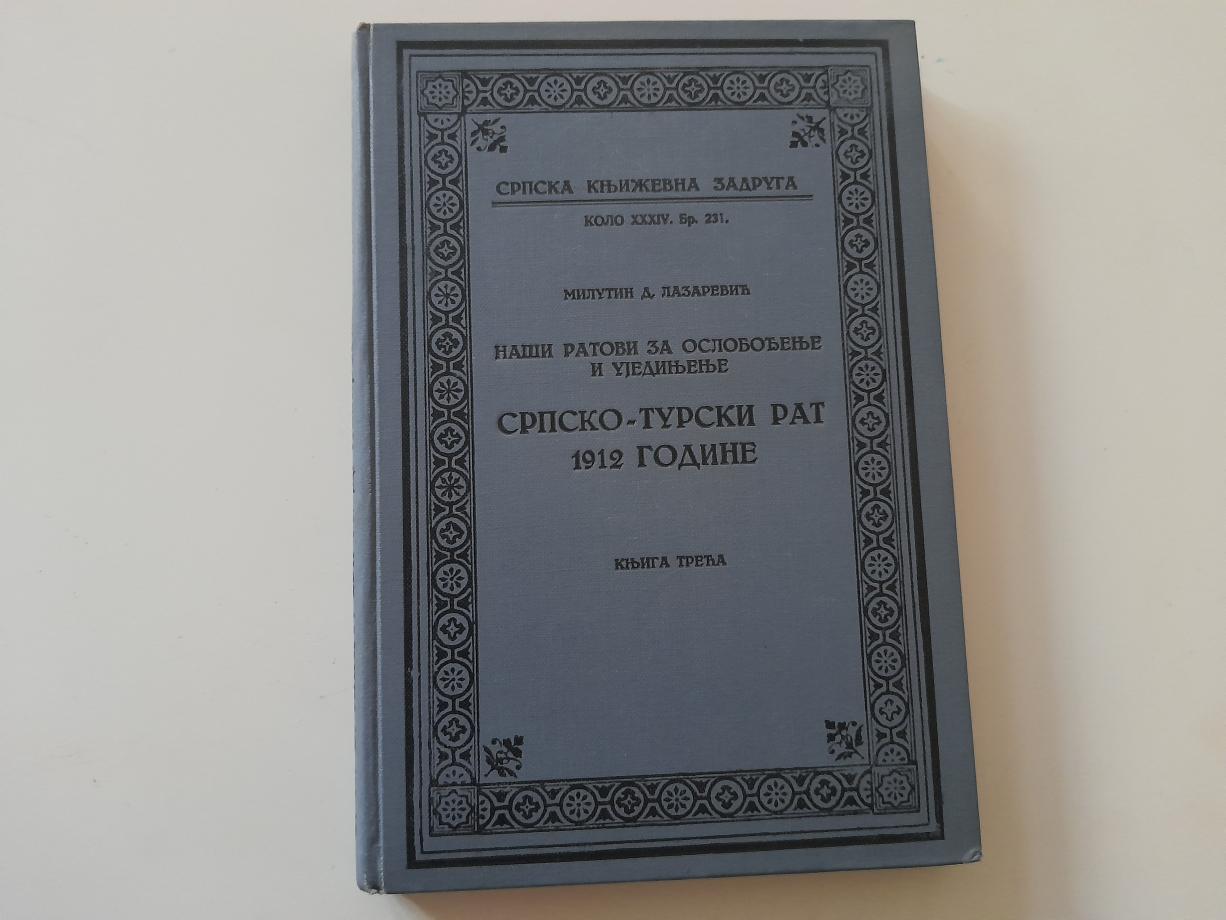 СРПСКА КЊИЖЕВНА ЗАДРУГА
КОЛО XXXIV. Бр. 231.
МИЛУТИН Д. ЛАЗАРЕВИЋ
НАШИ РАТОВИ ЗА ОСЛОБОЂЕЊЕ
И УЈЕДИЊЕЊЕ
СРПСКО-ТУРСКИ РАТ
1912 ГОДИНЕ
КЊИГА ТРЕЋА